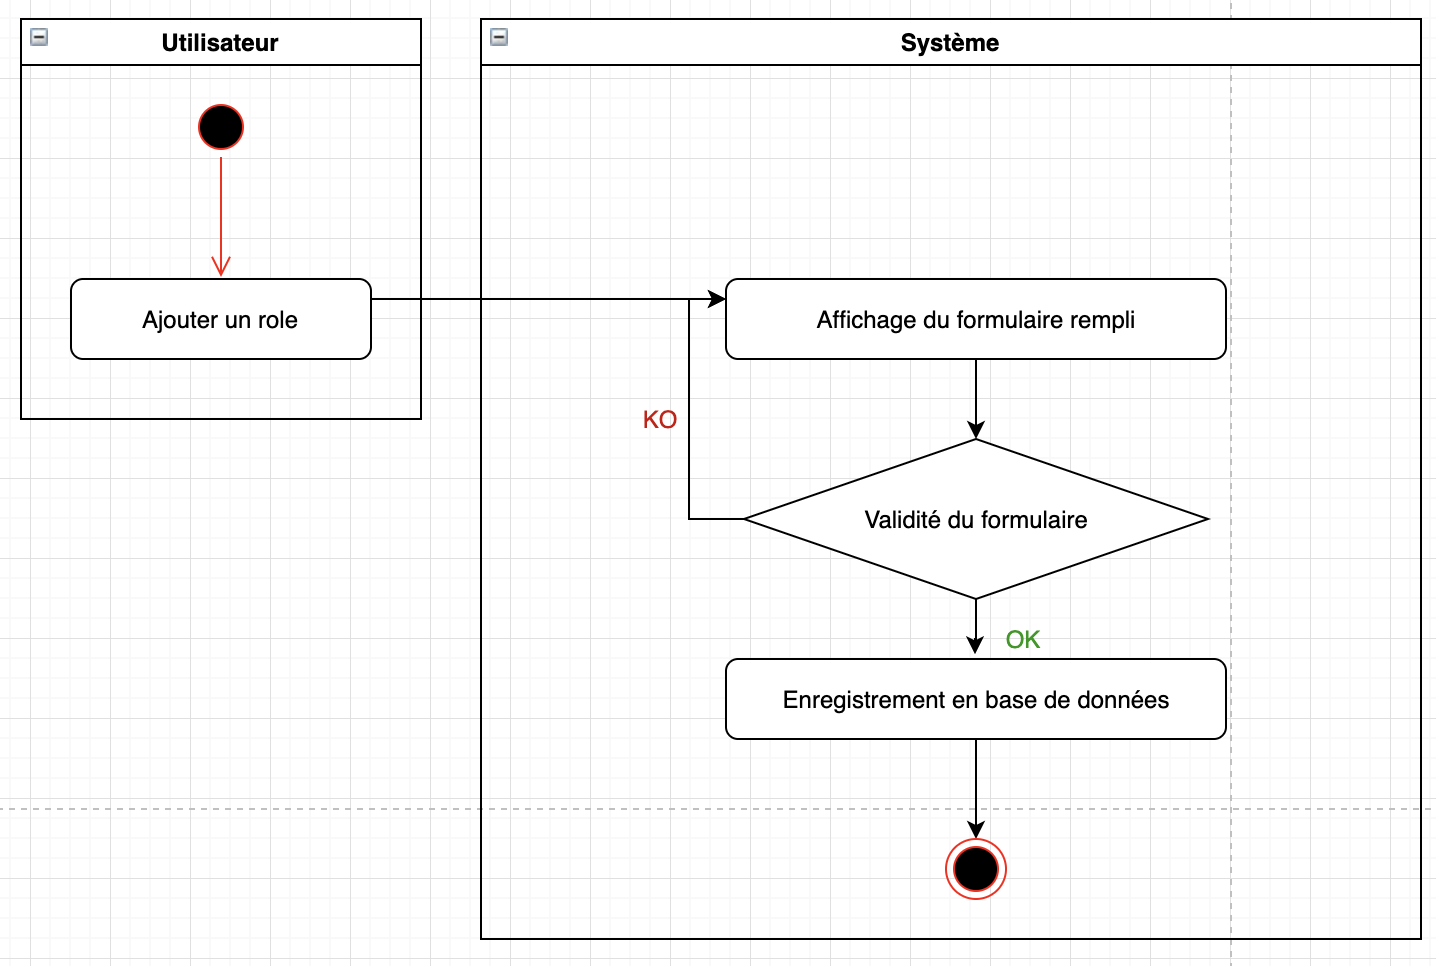 Utilisateur
Système
Ajouter un role
Affichage du formulaire rempli
KO
Validité du formulaire
OK
Enregistrement en base de données